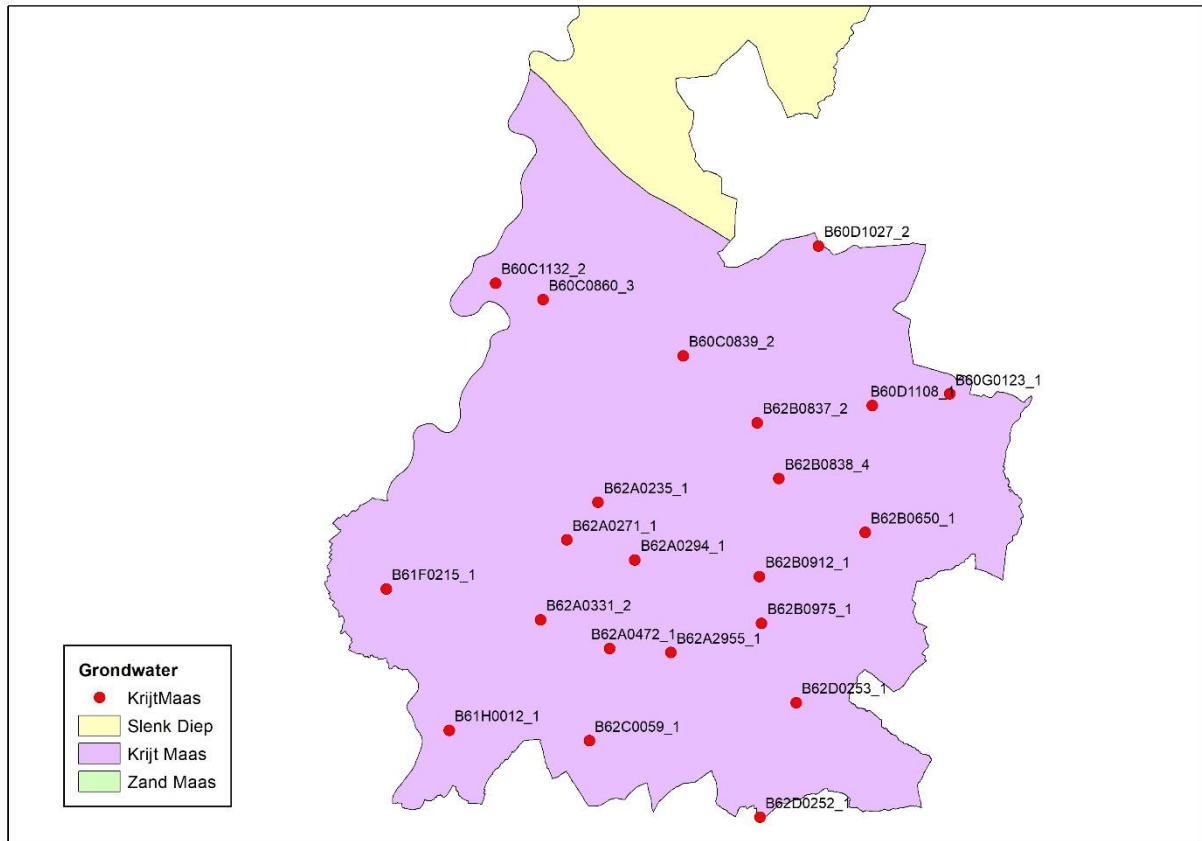 B60D1027_2
B60C1132_2
B60C0860_3
B60C0839_2
B60G0123_1
B60D1108_1
B62B0837_2
B62B0838_4
B62A0235_1
B62B0650_1
B62A0271_1
B62A0294_1
B62B0912_1
B61F0215_1
B62A0331_2
B62B0975_1
B62A0472_1
B62A2955_1
B62D0253_1
B61H0012_1
B62C0059_1
B62D0252_1
Grondwater
KrijtMaas
Slenk Diep
Krijt Maas
Zand Maas